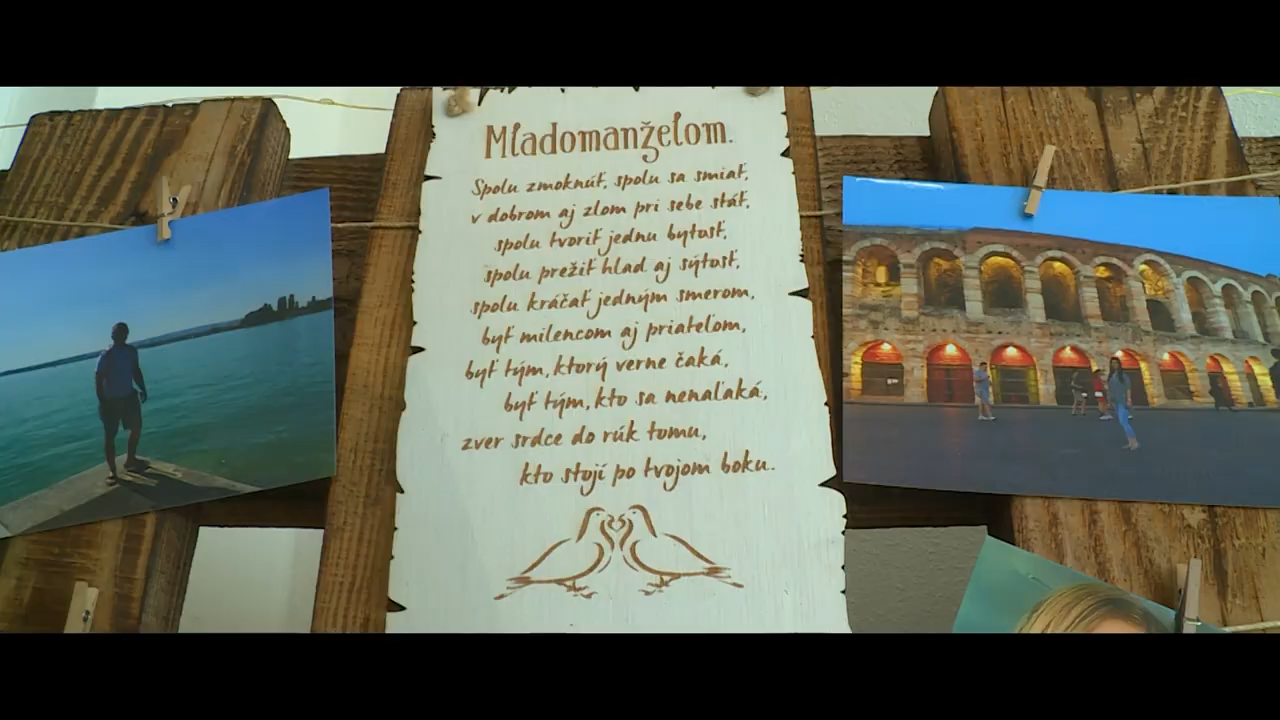 Mladomanželom.
Spolu zmoknúť, spolu sa smiať,
v dobrom aj zlom pri sebe stáť,
spolu tvoriť jednu bytosť,
spolu prežiť hlad aj sýtosť,
spolu kráčať jedným smerom,
byť milencom aj priateľom,
byť tým, ktorý verne čaká,
byť tým, kto sa nenaľaká,
zver srdce do rúk tomu,
kto stojí po tvojom boku.